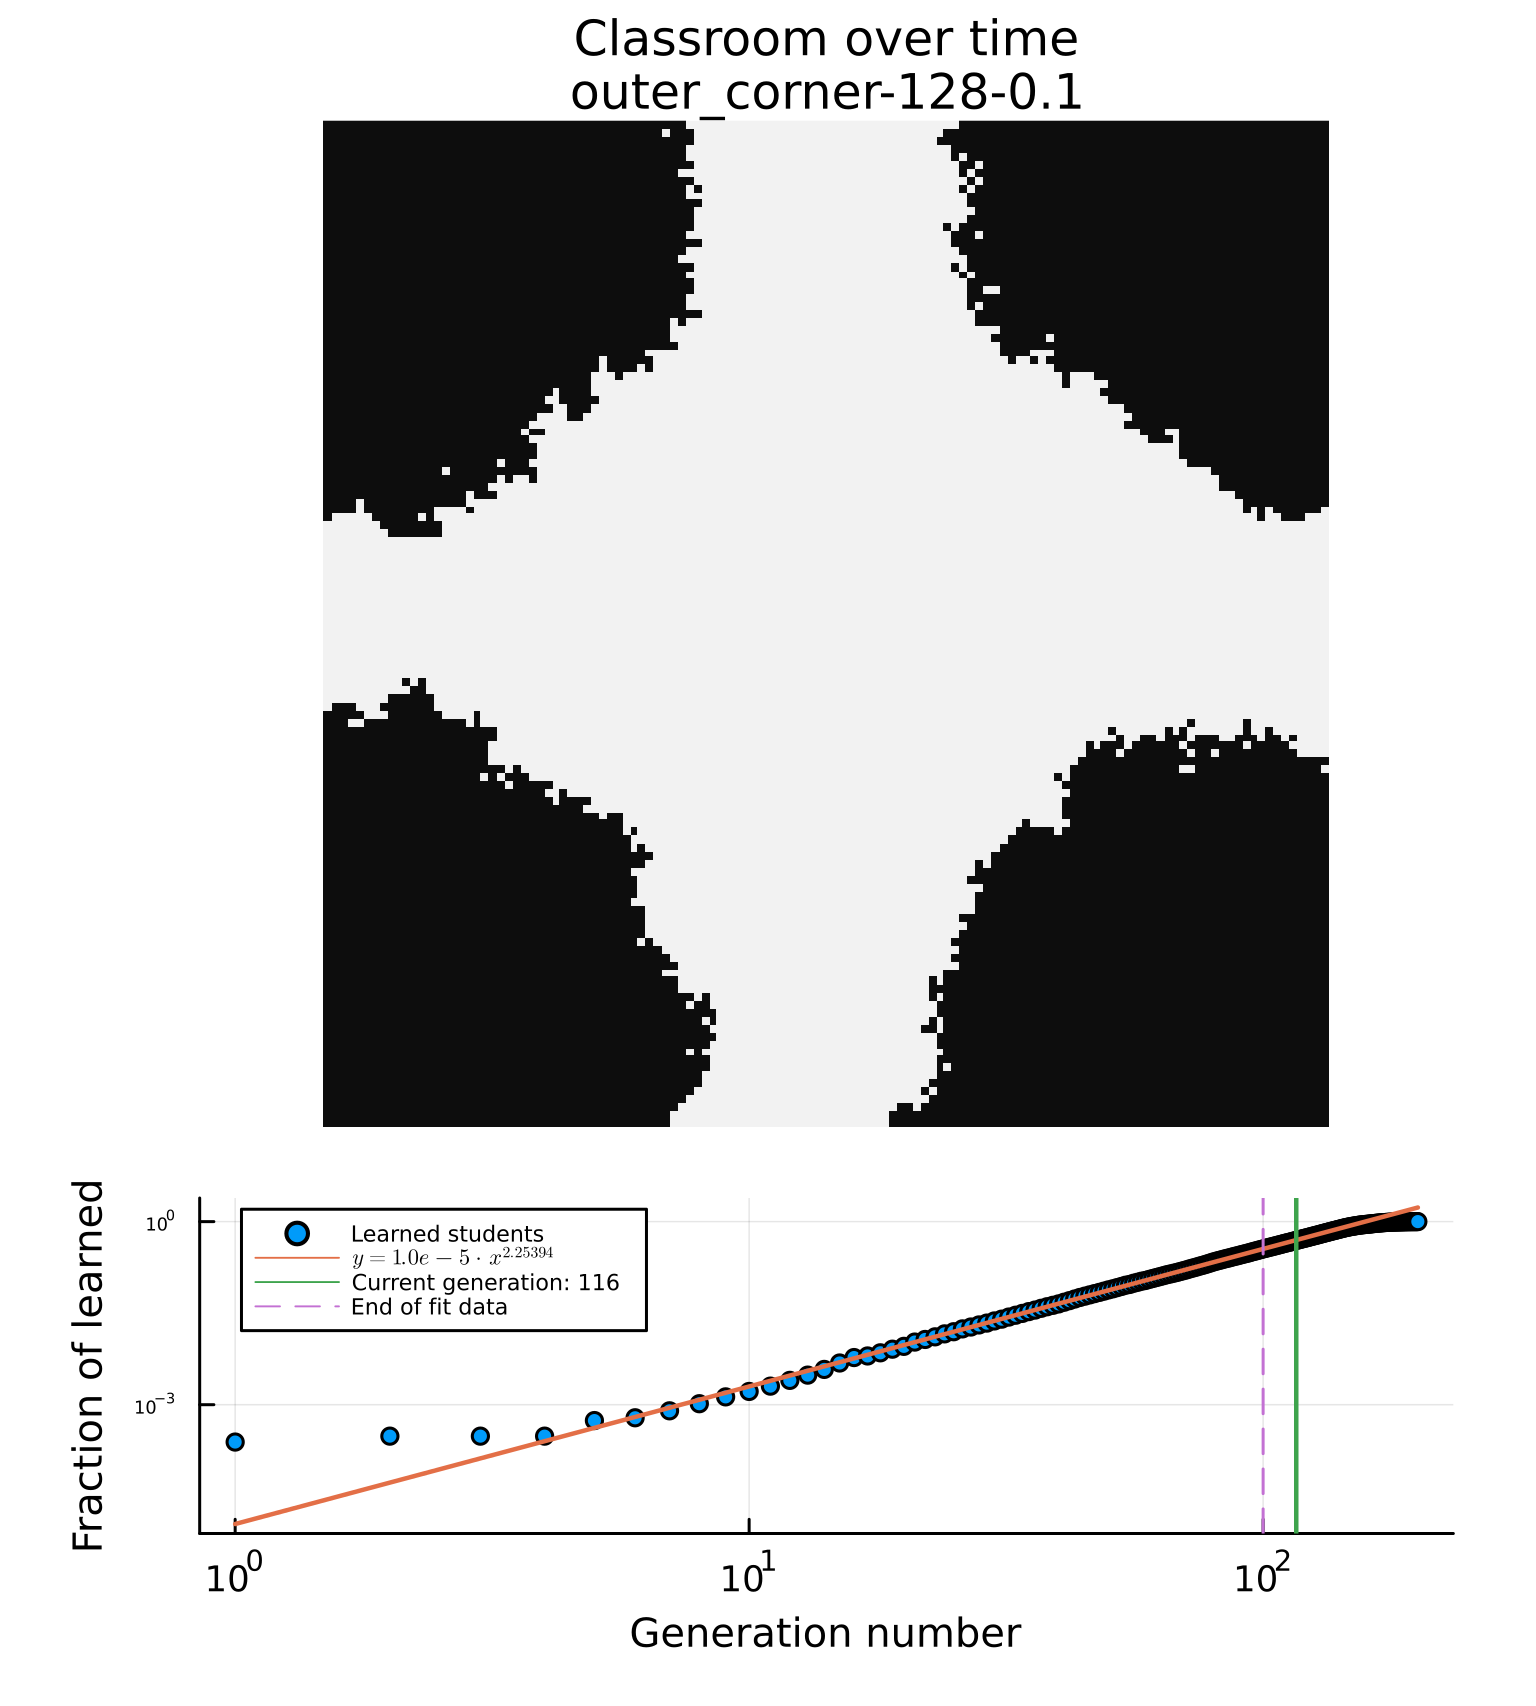 Classroom over time
outer_corner-128-0.1
Fraction of learned
10^0
10^−3
Learned students
y = 1.0e − 5 · x^2.25394
Current generation: 116
End of fit data
10^0
10^1
10^2
Generation number